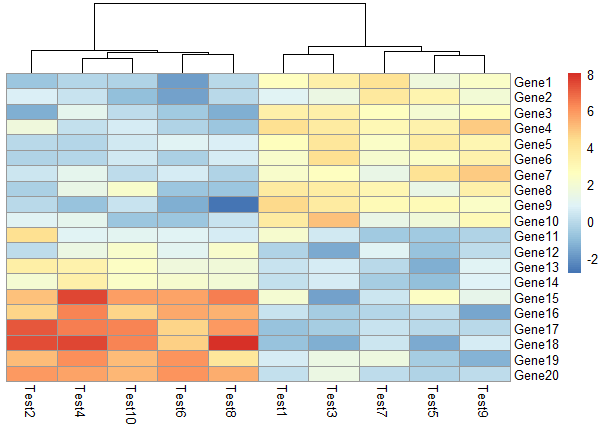 Gene1
Gene2
Gene3
Gene4
Gene5
Gene6
Gene7
Gene8
Gene9
Gene10
Gene11
Gene12
Gene13
Gene14
Gene15
Gene16
Gene17
Gene18
Gene19
Gene20
8
6
4
2
0
-2
Test2
Test4
Test10
Test6
Test8
Test1
Test3
Test7
Test5
Test9